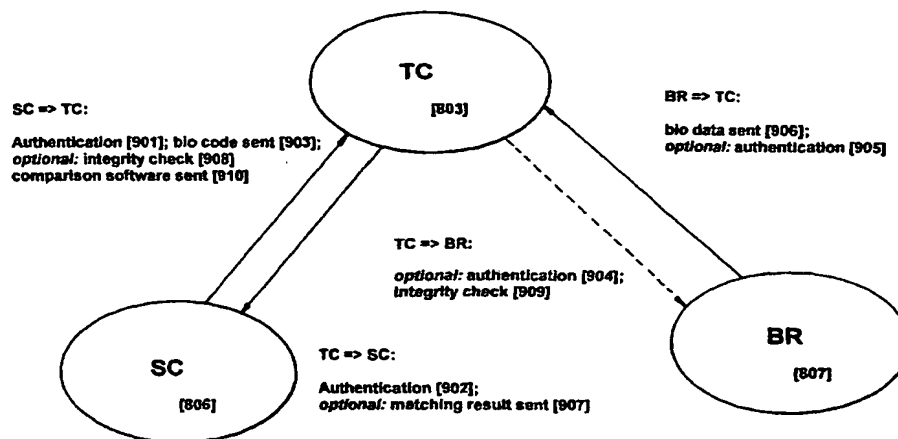 TC
[803]
SC => TC:
Authentication [901]; bio code sent [903];
optional: integrity check [908]
comparison software sent [910]
BR => TC:
bio data sent [906];
optional: authentication [905]
TC => BR:
optional: authentication [904];
integrity check [909]
SC
[806]
TC => SC:
Authentication [902];
optional: matching result sent [907]
BR
[807]